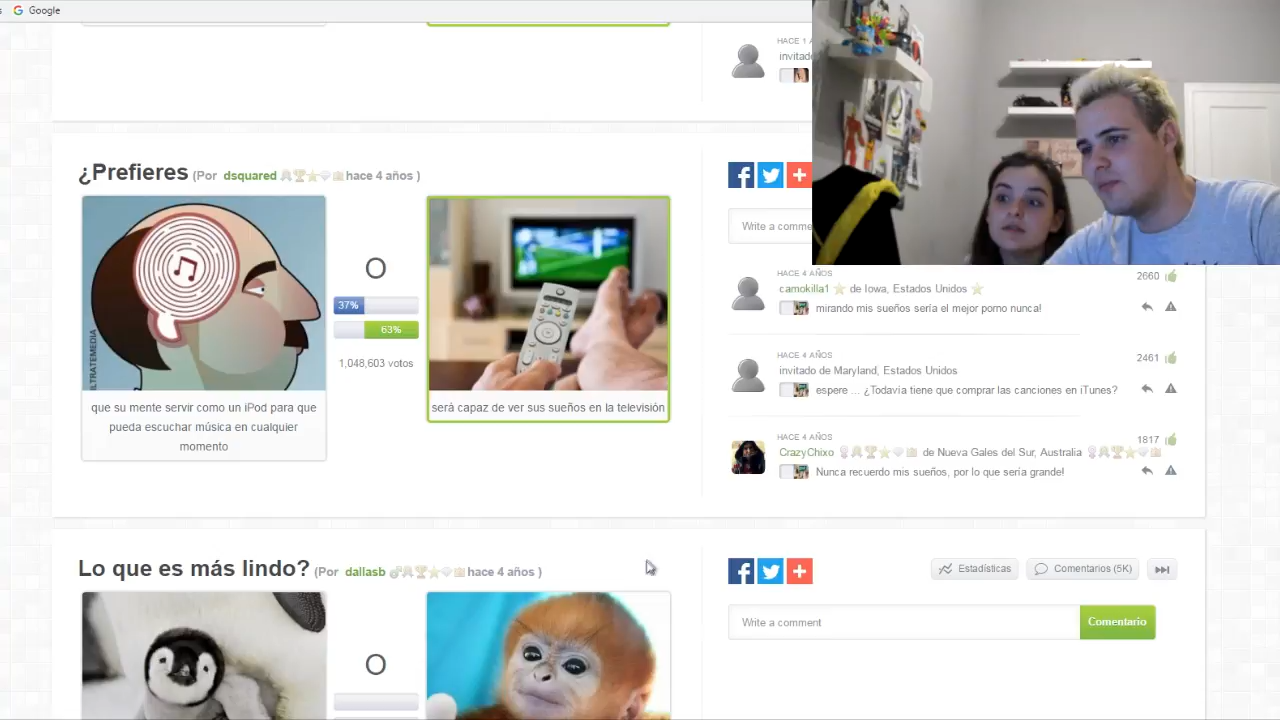 s Google
HACE 1 A
invitado
¿Prefieres (Por dsquared hace 4 años )
O
37%
63%
1,048,603 votos
que su mente servir como un iPod para que
pueda escuchar música en cualquier
momento
será capaz de ver sus sueños en la televisión
ILTRATEMEDIA
Write a comme
HACE 4 AÑOS
2660
camokilla1 de Iowa, Estados Unidos
mirando mis sueños sería el mejor porno nunca!
HACE 4 AÑOS
2461
invitado de Maryland, Estados Unidos
espere ... ¿Todavía tiene que comprar las canciones en iTunes?
HACE 4 AÑOS
1817
CrazyChixo de Nueva Gales del Sur, Australia
Nunca recuerdo mis sueños, por lo que sería grande!
Lo que es más lindo? (Por dallasb hace 4 años )
O
Estadísticas
Comentarios (5K)
Write a comment
Comentario